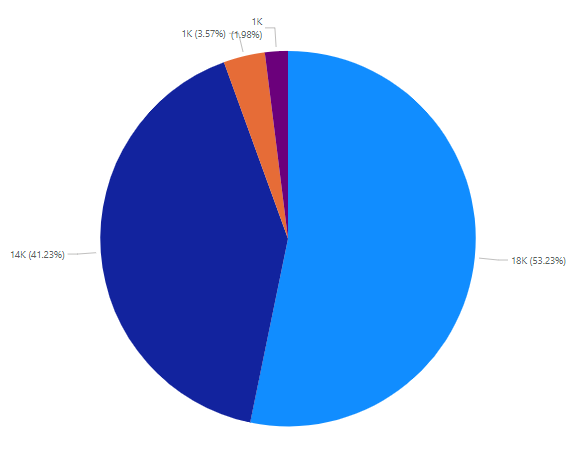 1K
(1.98%)
1K (3.57%)
14K (41.23%)
18K (53.23%)